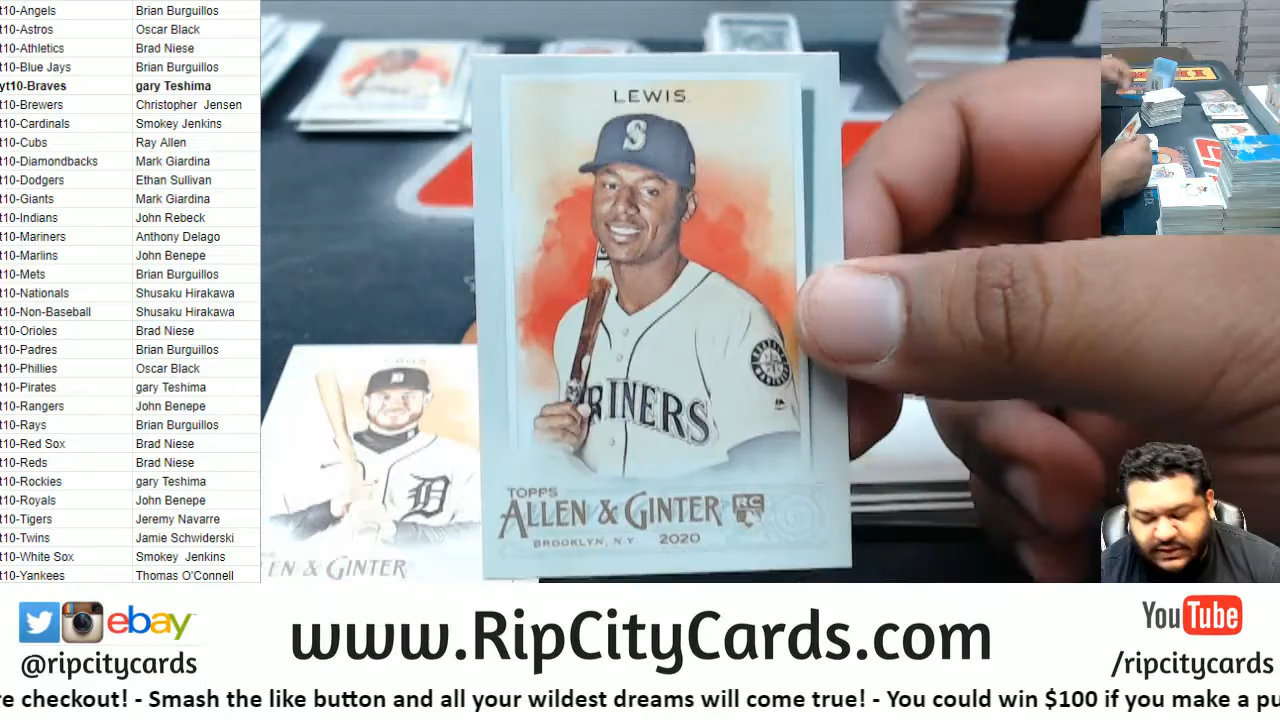 t10-Angels Brian Burguillos
t10-Astros Oscar Black
t10-Athletics Brad Niese
t10-Blue Jays Brian Burguillos
yt10-Braves gary Teshima
t10-Brewers Christopher Jensen
t10-Cardinals Smokey Jenkins
t10-Cubs Ray Allen
t10-Diamondbacks Mark Giardina
t10-Dodgers Ethan Sullivan
t10-Giants Mark Giardina
t10-Indians John Rebeck
t10-Mariners Anthony Delago
t10-Marlins John Benepe
t10-Mets Brian Burguillos
t10-Nationals Shusaku Hirakawa
t10-Non-Baseball Shusaku Hirakawa
t10-Orioles Brad Niese
t10-Padres Brian Burguillos
t10-Phillies Oscar Black
t10-Pirates gary Teshima
t10-Rangers John Benepe
t10-Rays Brian Burguillos
t10-Red Sox Brad Niese
t10-Reds Brad Niese
t10-Rockies gary Teshima
t10-Royals John Benepe
t10-Tigers Jeremy Navarre
t10-Twins Jamie Schwiderski
t10-White Sox Smokey Jenkins
t10-Yankees Thomas O'Connell
LEWIS
S
RINERS
TOPPS
ALLEN & GINTER RC
BROOKLYN, N.Y 2020
D
EN & GINTER
ebay
@ripcitycards
www.RipCityCards.com
YouTube
/ripcitycards
re checkout! - Smash the like button and all your wildest dreams will come true! - You could win $100 if you make a pu